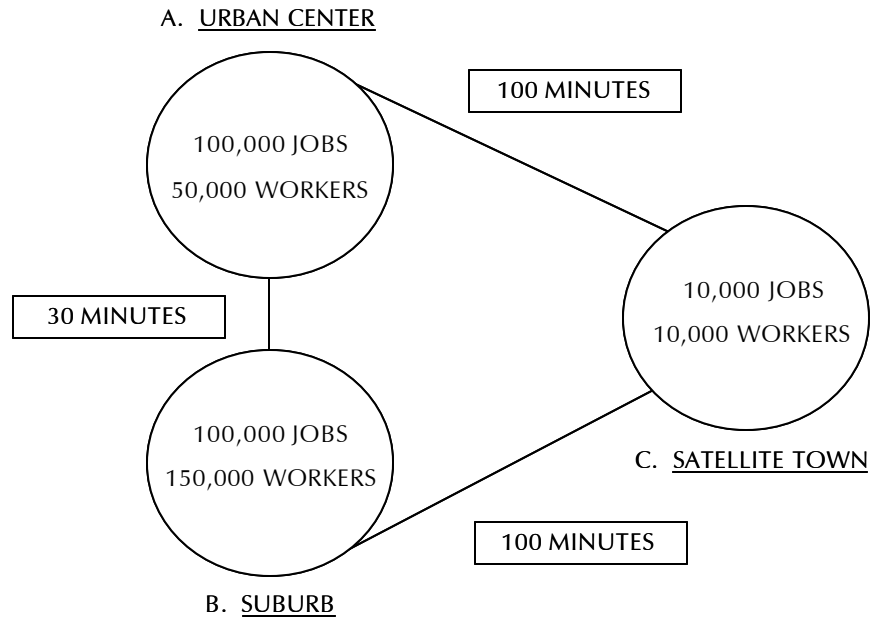 A. URBAN CENTER
100 MINUTES
100,000 JOBS
50,000 WORKERS
10,000 JOBS
10,000 WORKERS
30 MINUTES
100,000 JOBS
150,000 WORKERS
C. SATELLITE TOWN
100 MINUTES
B. SUBURB